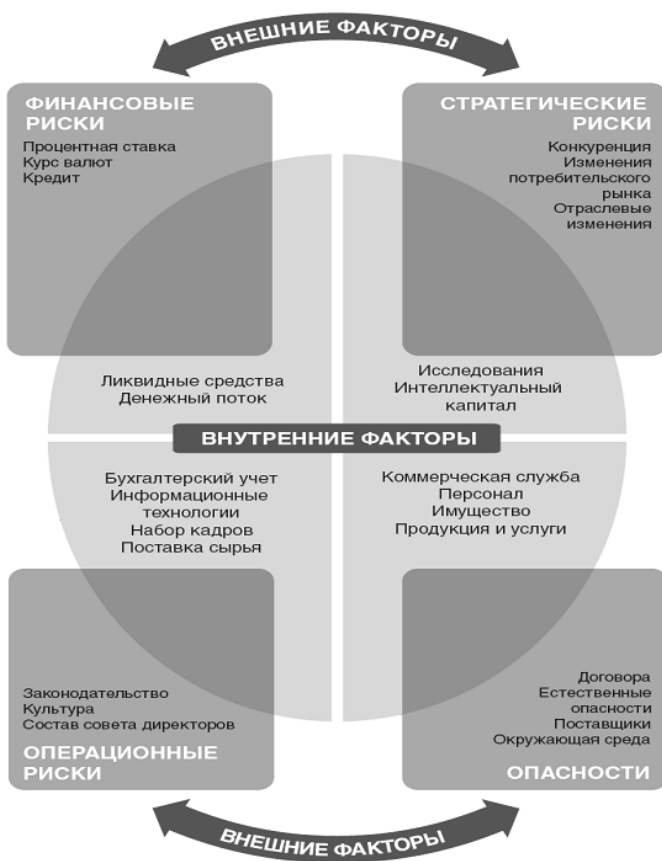 ВНЕШНИЕ ФАКТОРЫ
ФИНАНСОВЫЕ
РИСКИ
Процентная ставка
Курс валют
Кредит
СТРАТЕГИЧЕСКИЕ
РИСКИ
Конкуренция
Изменения
потребительского
рынка
Отраслевые
изменения
Ликвидные средства
Денежный поток
Исследования
Интеллектуальный
капитал
ВНУТРЕННИЕ ФАКТОРЫ
Бухгалтерский учет
Информационные
технологии
Набор кадров
Поставка сырья
Коммерческая служба
Персонал
Имущество
Продукция и услуги
Законодательство
Культура
Состав совета директоров
ОПЕРАЦИОННЫЕ
РИСКИ
Договора
Естественные
опасности
Поставщики
Окружающая среда
ОПАСНОСТИ
ВНЕШНИЕ ФАКТОРЫ